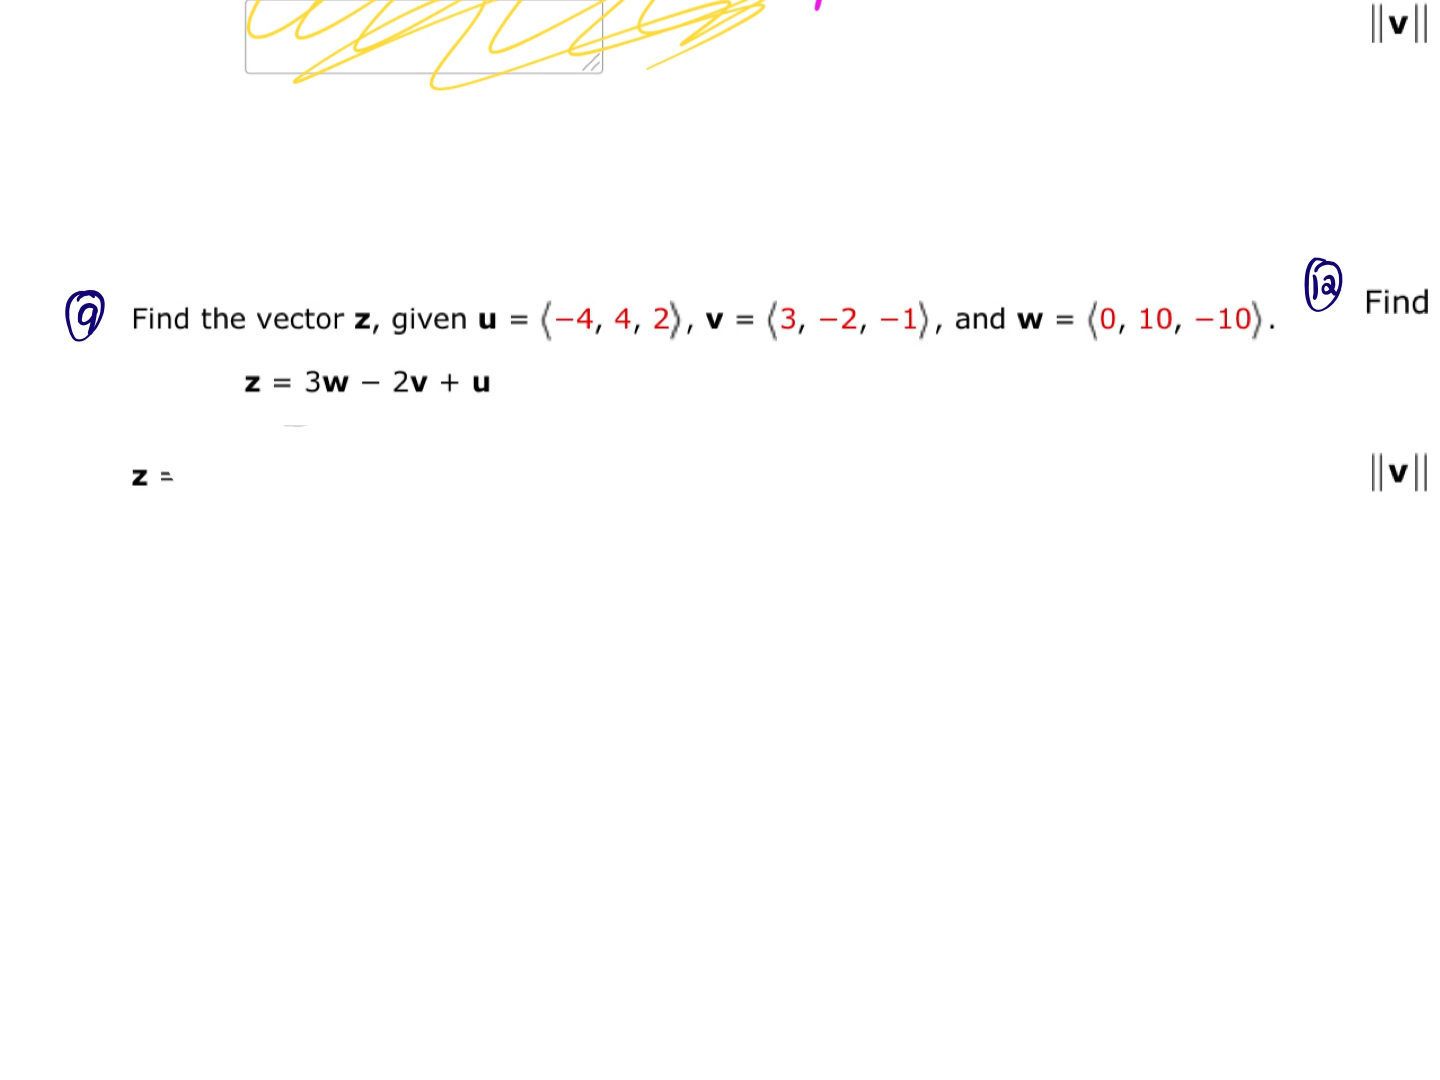 ||v||
9 Find the vector z, given u = ⟨−4, 4, 2⟩, v = ⟨3, −2, −1⟩, and w = ⟨0, 10, −10⟩.
z = 3w − 2v + u
z =
12 Find
||v||